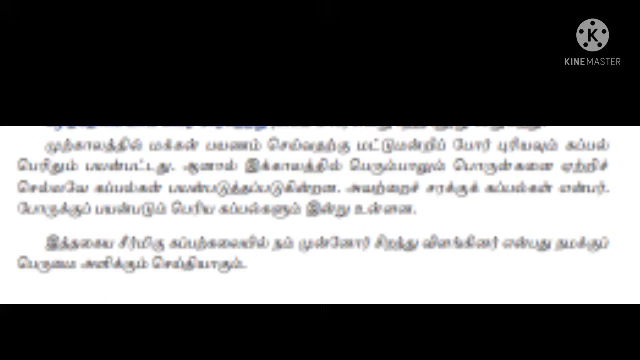 K
KINEMASTER
முற்காலத்தில் மக்கள் பயணம் செய்வதற்கு மட்டுமன்றிப் போர் புரியவும் கப்பல்
பெரிதும் பயன்பட்டது. ஆனால் இக்காலத்தில் பெரும்பாலும் பொருள்களை ஏற்றிச்
செல்லவே கப்பல்கள் பயன்படுத்தப்படுகின்றன. அவற்றைச் சரக்குக் கப்பல்கள் என்பர்.
போருக்குப் பயன்படும் பெரிய கப்பல்களும் இன்று உள்ளன.
இத்தகைய சீர்மிகு கப்பற்கலையில் நம் முன்னோர் சிறந்து விளங்கினர் என்பது நமக்குப்
பெருமை அளிக்கும் செய்தியாகும்.